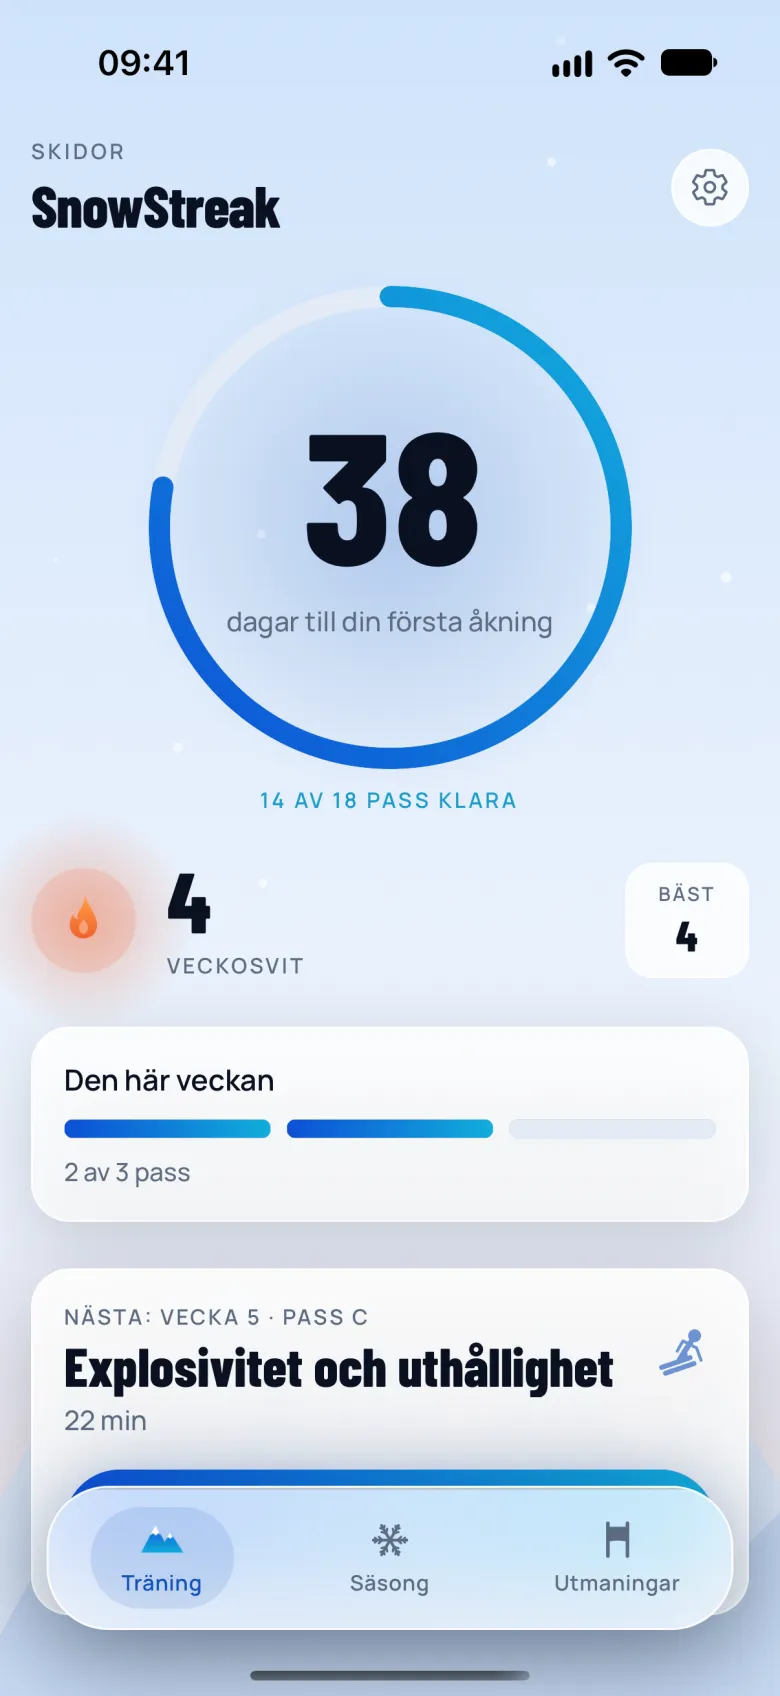 09:41
SKIDOR
SnowStreak
38
dagar till din första åkning
14 AV 18 PASS KLARA
4
VECKOSVIT
BÄST
4
Den här veckan
2 av 3 pass
NÄSTA: VECKA 5 · PASS C
Explosivitet och uthållighet
22 min
Träning
Säsong
Utmaningar